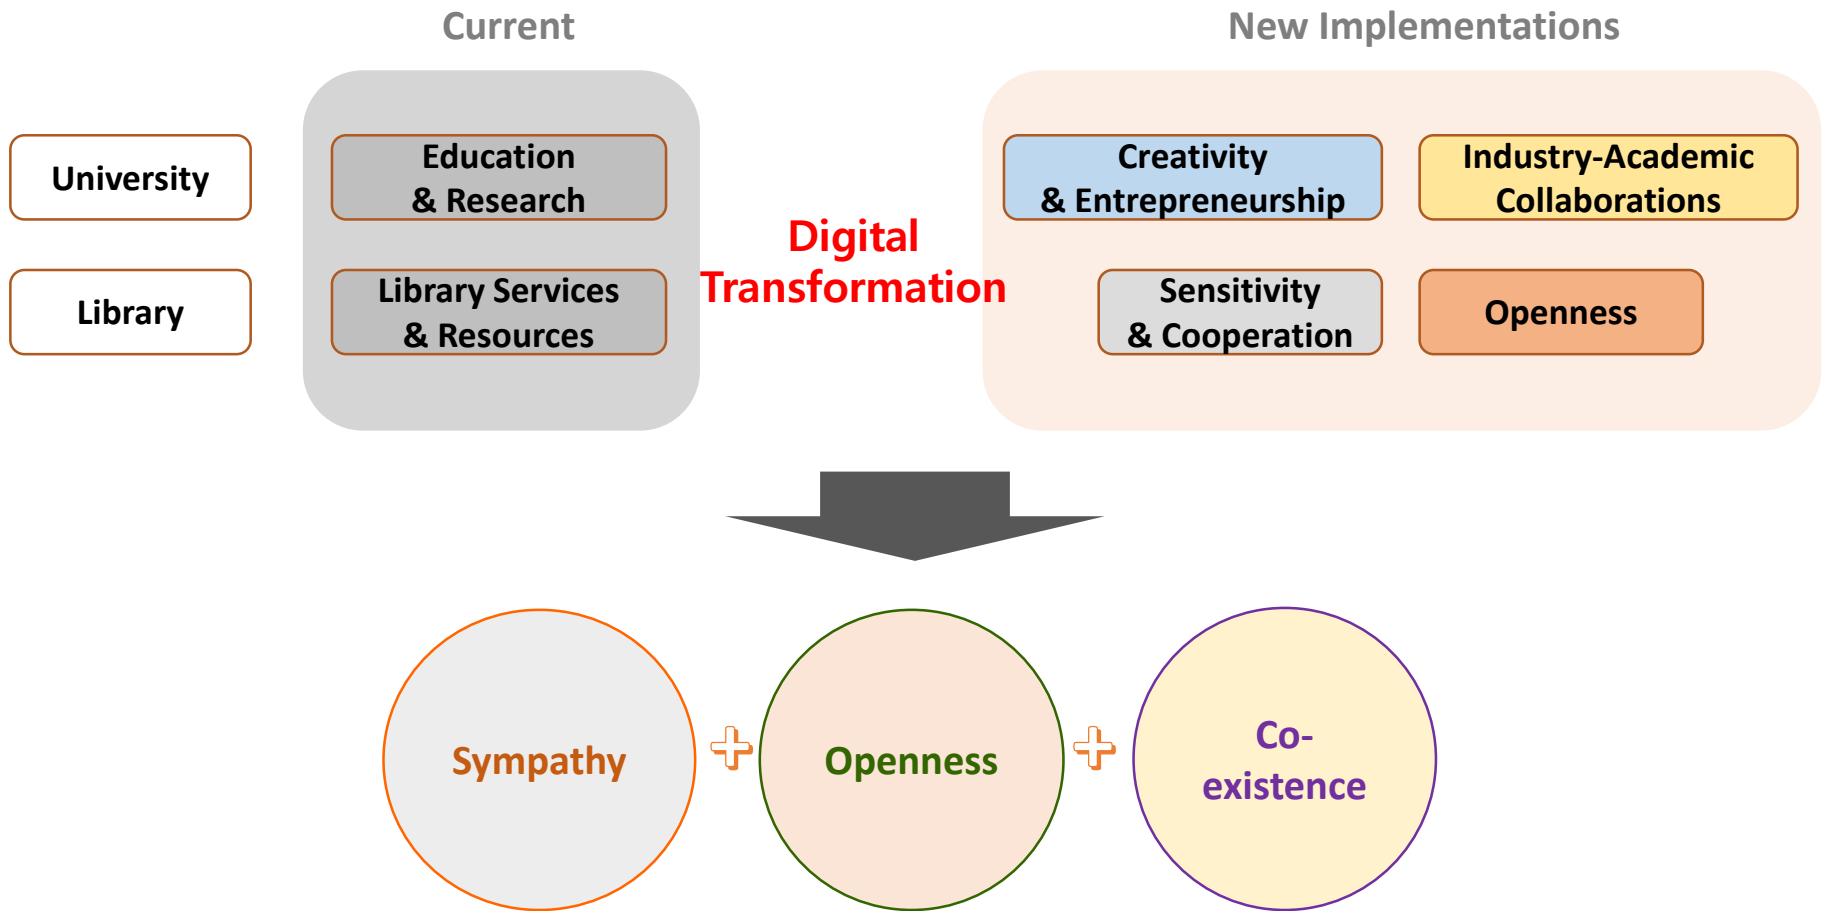 Current
New Implementations
University
Education
& Research
Creativity
& Entrepreneurship
Industry-Academic
Collaborations
Digital
Transformation
Library
Library Services
& Resources
Sensitivity
& Cooperation
Openness
Sympathy
Openness
Co-
existence